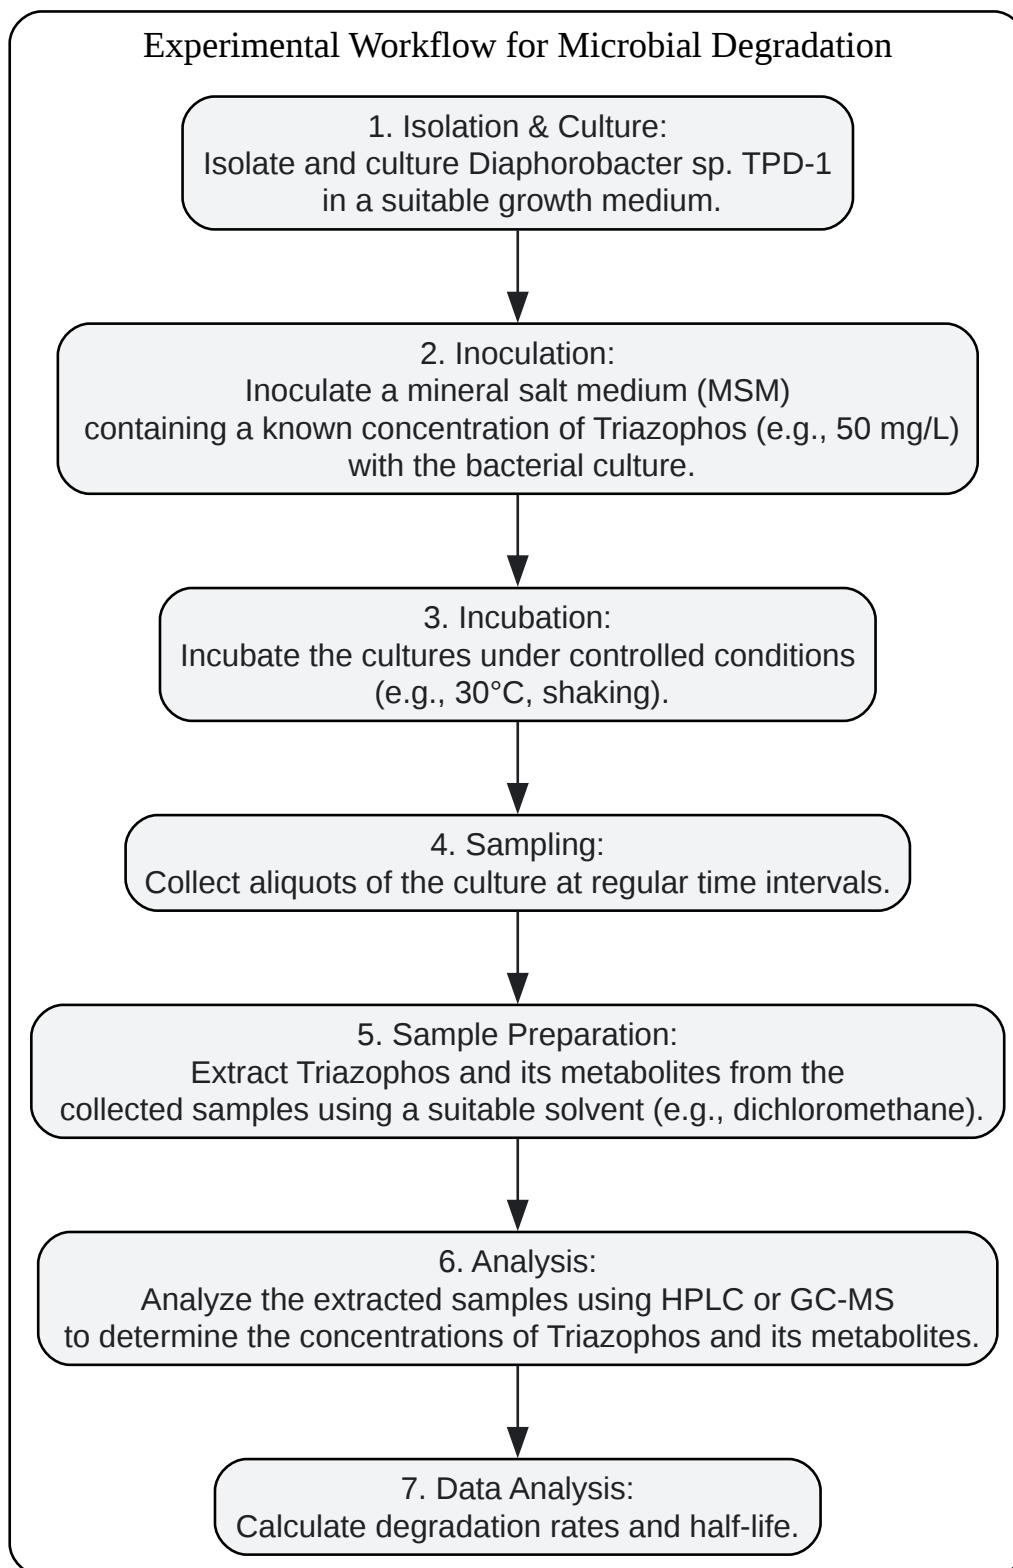 Experimental Workflow for Microbial Degradation
1. Isolation & Culture:
Isolate and culture Diaphorobacter sp. TPD-1
in a suitable growth medium.
2. Inoculation:
Inoculate a mineral salt medium (MSM)
containing a known concentration of Triazophos (e.g., 50 mg/L)
with the bacterial culture.
3. Incubation:
Incubate the cultures under controlled conditions
(e.g., 30°C, shaking).
4. Sampling:
Collect aliquots of the culture at regular time intervals.
5. Sample Preparation:
Extract Triazophos and its metabolites from the
collected samples using a suitable solvent (e.g., dichloromethane).
6. Analysis:
Analyze the extracted samples using HPLC or GC-MS
to determine the concentrations of Triazophos and its metabolites.
7. Data Analysis:
Calculate degradation rates and half-life.